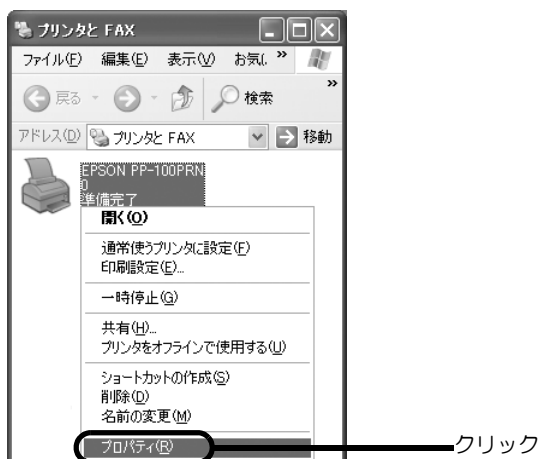 プリンタと FAX
ファイル(F) 編集(E) 表示(V) お気(. »
戻る 検索 »
アドレス(D) プリンタと FAX 移動
EPSON PP-100PRN
0
準備完了
開く(O)
通常使うプリンタに設定(F)
印刷設定(E)...
一時停止(G)
共有(H)...
プリンタをオフラインで使用する(U)
ショートカットの作成(S)
削除(D)
名前の変更(M)
プロパティ(R)
クリック